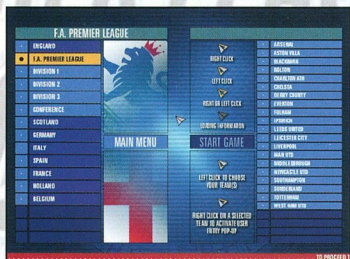 F.A. PREMIER LEAGUE
ENGLAND
F.A. PREMIER LEAGUE
DIVISION 1
DIVISION 2
DIVISION 3
CONFERENCE
SCOTLAND
GERMANY
ITALY
SPAIN
FRANCE
HOLLAND
BELGIUM
MAIN MENU
RIGHT CLICK
LEFT CLICK
RIGHT OR LEFT CLICK
LOADING INFORMATION
START GAME
LEFT CLICK TO CHOOSE
YOUR TEAM(S)
RIGHT CLICK ON A SELECTED
TEAM TO ACTIVATE USER
ENTRY POP-UP
ARSENAL
ASTON VILLA
BLACKBURN
BOLTON
CHARLTON ATH
CHELSEA
DERBY COUNTY
EVERTON
FULHAM
IPSWICH
LEEDS UNITED
LEICESTER CITY
LIVERPOOL
MAN UTD
MIDDLESBROUGH
NEWCASTLE UTD
SOUTHAMPTON
SUNDERLAND
TOTTENHAM
WEST HAM UTD
TO PROCEED